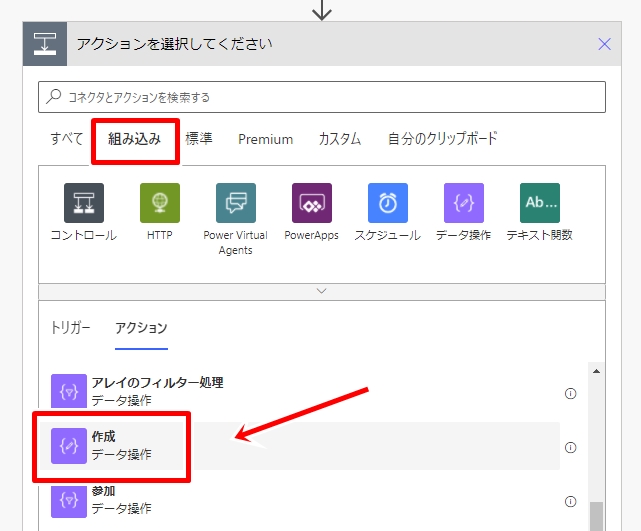 アクションを選択してください
コネクタとアクションを検索する
すべて 組み込み 標準 Premium カスタム 自分のクリップボード
コントロール HTTP Power Virtual Agents PowerApps スケジュール データ操作 Ab... テキスト関数
トリガー アクション
アレイのフィルター処理
データ操作
作成
データ操作
参加
データ操作